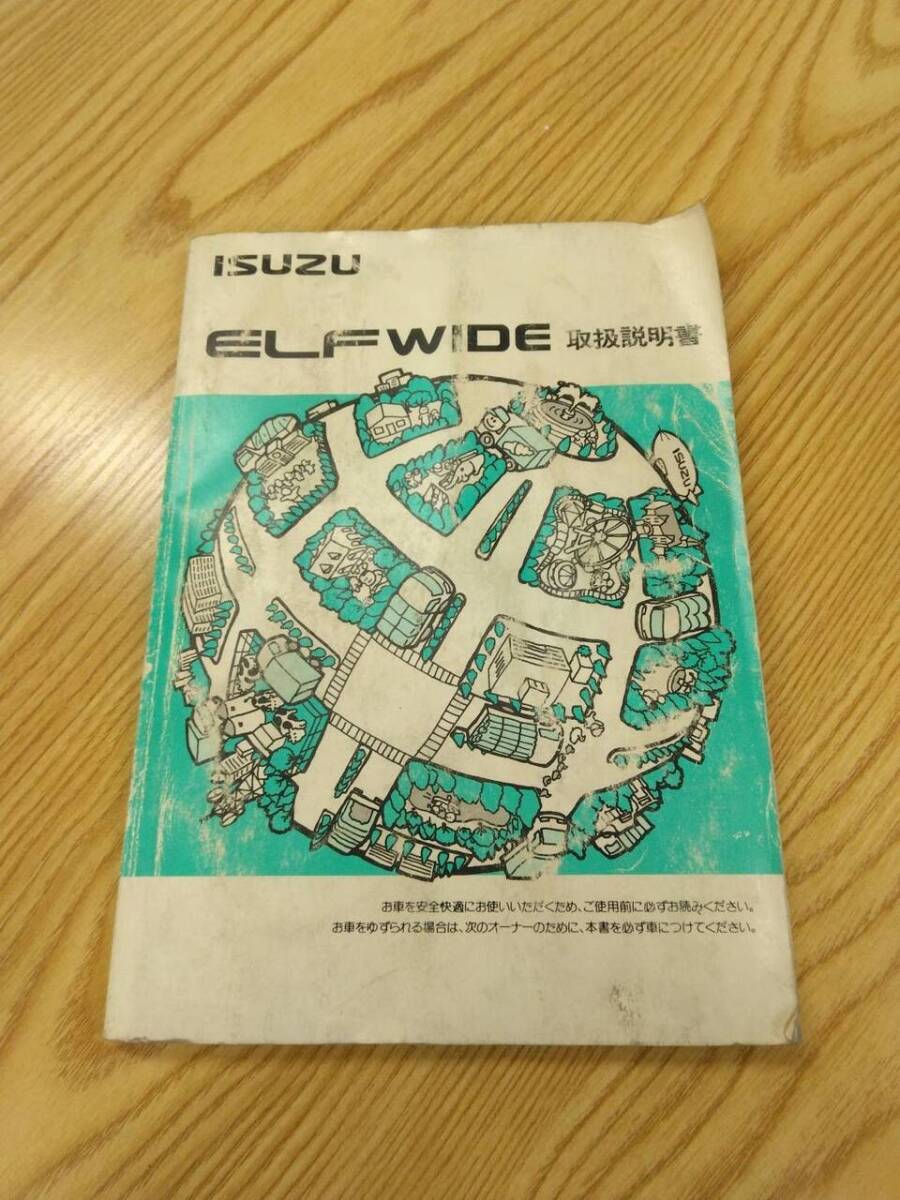 ISUZU
ELF WIDE 取扱説明書
ISUZU
お車を安全快適にお使いいただくため、ご使用前に必ずお読みください。
お車をゆずられる場合は、次のオーナーのために、本書を必ず車につけてください。